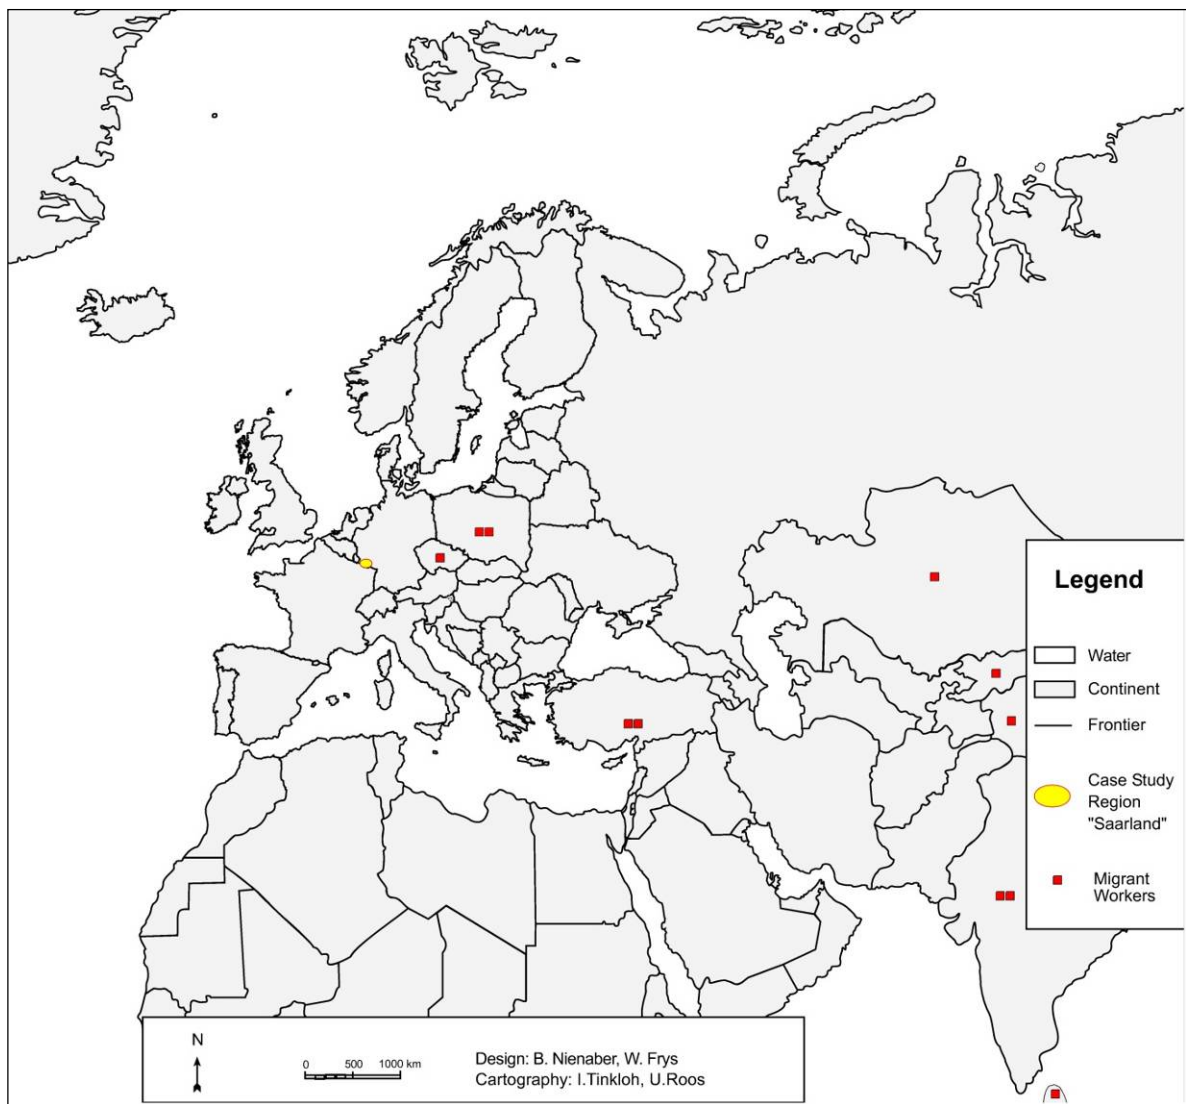 Legend
Water
Continent
Frontier
Case Study
Region
"Saarland"
Migrant
Workers
N
0 500 1000 km
Design: B. Nienaber, W. Frys
Cartography: I.Tinkloh, U.Roos